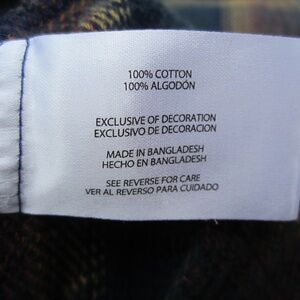 100% COTTON
100% ALGODÓN
EXCLUSIVE OF DECORATION
EXCLUSIVO DE DECORACION
MADE IN BANGLADESH
HECHO EN BANGLADESH
SEE REVERSE FOR CARE
VER AL REVERSO PARA CUIDADO